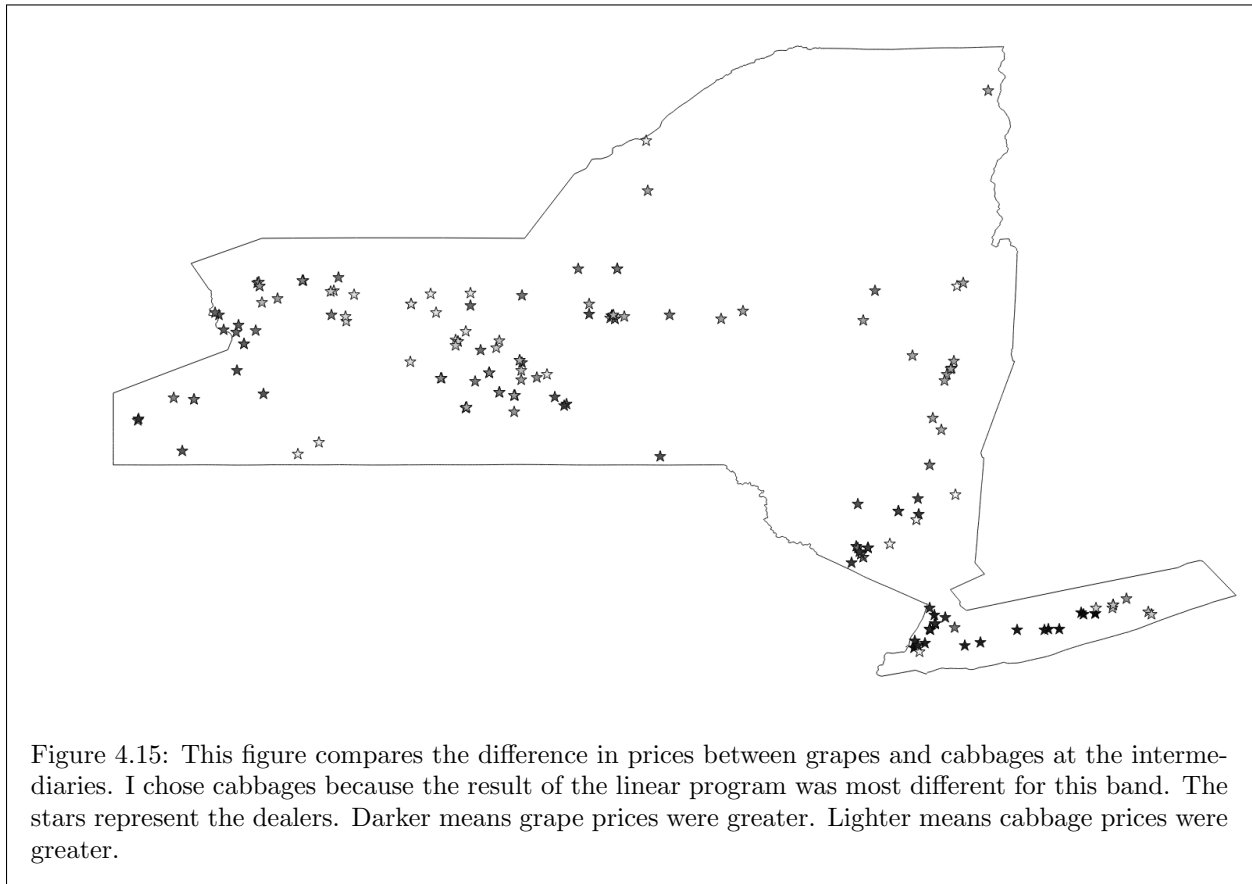 Figure 4.15: This figure compares the difference in prices between grapes and cabbages at the interme-
diaries. I chose cabbages because the result of the linear program was most different for this band. The
stars represent the dealers. Darker means grape prices were greater. Lighter means cabbage prices were
greater.